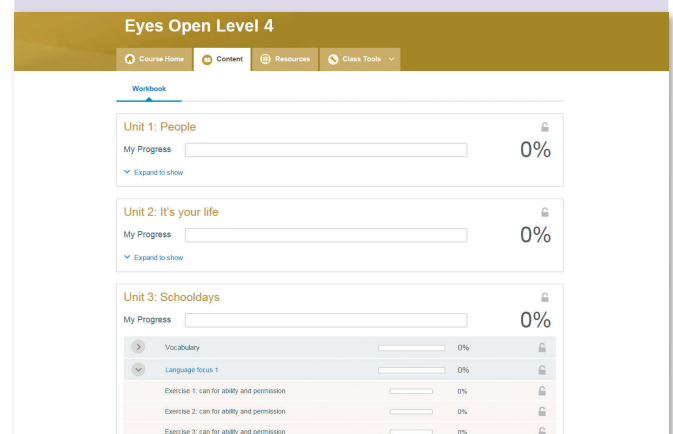 Eyes Open Level 4
Course Home Content Resources Class Tools
Workbook
Unit 1: People
My Progress 0%
Expand to show
Unit 2: It's your life
My Progress 0%
Expand to show
Unit 3: Schooldays
My Progress 0%
Vocabulary 0%
Language focus 1 0%
Exercise 1: can for ability and permission 0%
Exercise 2: can for ability and permission 0%
Exercise 3: can for ability and permission 0%